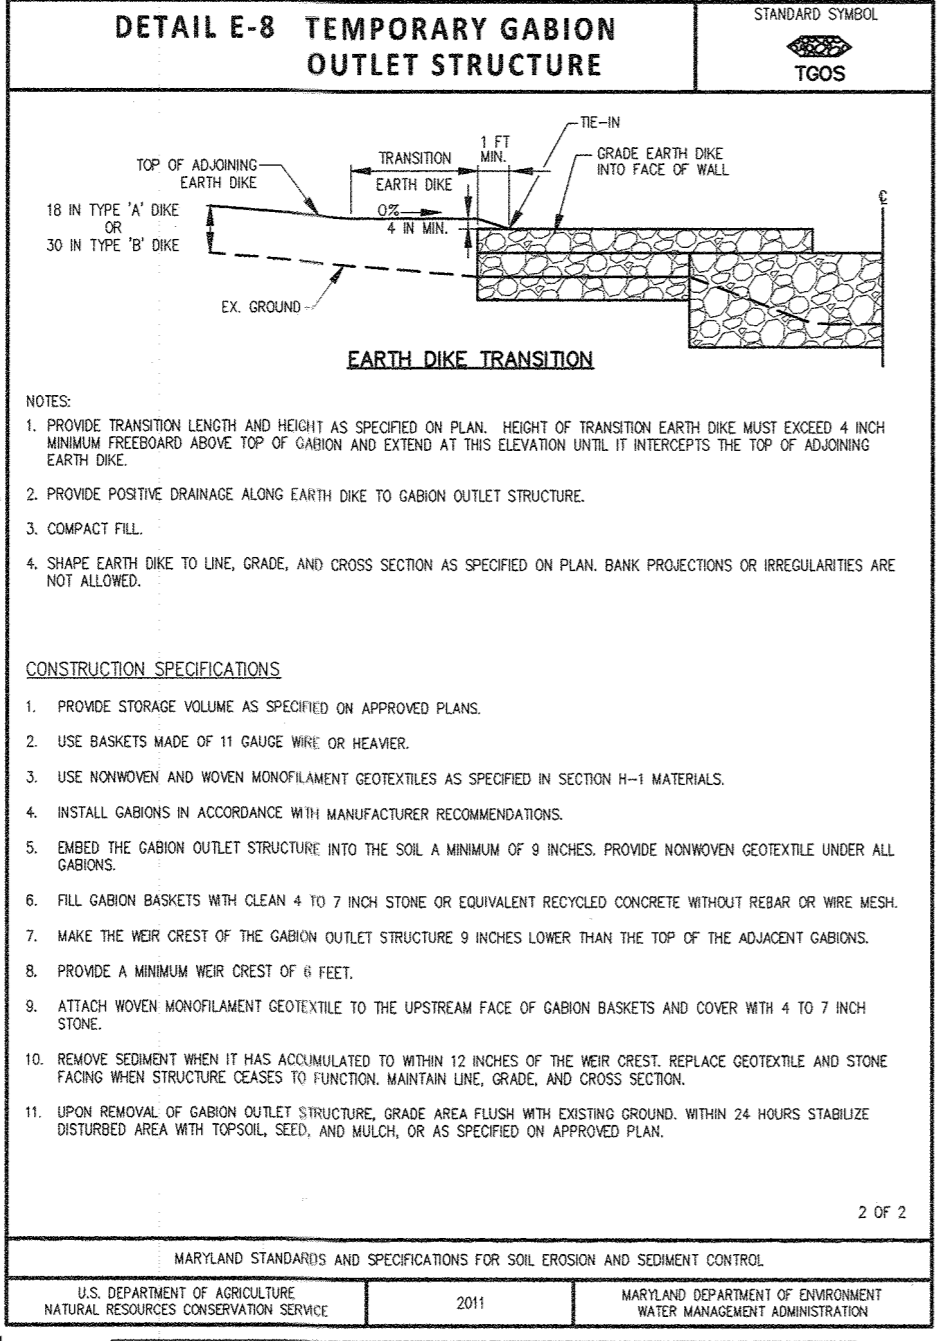 DETAIL E-8 TEMPORARY GABION
OUTLET STRUCTURE
STANDARD SYMBOL
TGOS
TIE-IN
1 FT
MIN.
TRANSITION
EARTH DIKE
GRADE EARTH DIKE
INTO FACE OF WALL
TOP OF ADJOINING
EARTH DIKE
18 IN TYPE 'A' DIKE
OR
30 IN TYPE 'B' DIKE
0%
4 IN MIN.
℄
EX. GROUND
EARTH DIKE TRANSITION
NOTES:
1. PROVIDE TRANSITION LENGTH AND HEIGHT AS SPECIFIED ON PLAN. HEIGHT OF TRANSITION EARTH DIKE MUST EXCEED 4 INCH
MINIMUM FREEBOARD ABOVE TOP OF GABION AND EXTEND AT THIS ELEVATION UNTIL IT INTERCEPTS THE TOP OF ADJOINING
EARTH DIKE.
2. PROVIDE POSITIVE DRAINAGE ALONG EARTH DIKE TO GABION OUTLET STRUCTURE.
3. COMPACT FILL.
4. SHAPE EARTH DIKE TO LINE, GRADE, AND CROSS SECTION AS SPECIFIED ON PLAN. BANK PROJECTIONS OR IRREGULARITIES ARE
NOT ALLOWED.
CONSTRUCTION SPECIFICATIONS
1. PROVIDE STORAGE VOLUME AS SPECIFIED ON APPROVED PLANS.
2. USE BASKETS MADE OF 11 GAUGE WIRE OR HEAVIER.
3. USE NONWOVEN AND WOVEN MONOFILAMENT GEOTEXTILES AS SPECIFIED IN SECTION H-1 MATERIALS.
4. INSTALL GABIONS IN ACCORDANCE WITH MANUFACTURER RECOMMENDATIONS.
5. EMBED THE GABION OUTLET STRUCTURE INTO THE SOIL A MINIMUM OF 9 INCHES. PROVIDE NONWOVEN GEOTEXTILE UNDER ALL
GABIONS.
6. FILL GABION BASKETS WITH CLEAN 4 TO 7 INCH STONE OR EQUIVALENT RECYCLED CONCRETE WITHOUT REBAR OR WIRE MESH.
7. MAKE THE WEIR CREST OF THE GABION OUTLET STRUCTURE 9 INCHES LOWER THAN THE TOP OF THE ADJACENT GABIONS.
8. PROVIDE A MINIMUM WEIR CREST OF 6 FEET.
9. ATTACH WOVEN MONOFILAMENT GEOTEXTILE TO THE UPSTREAM FACE OF GABION BASKETS AND COVER WITH 4 TO 7 INCH
STONE.
10. REMOVE SEDIMENT WHEN IT HAS ACCUMULATED TO WITHIN 12 INCHES OF THE WEIR CREST. REPLACE GEOTEXTILE AND STONE
FACING WHEN STRUCTURE CEASES TO FUNCTION. MAINTAIN LINE, GRADE, AND CROSS SECTION.
11. UPON REMOVAL OF GABION OUTLET STRUCTURE, GRADE AREA FLUSH WITH EXISTING GROUND. WITHIN 24 HOURS STABILIZE
DISTURBED AREA WITH TOPSOIL, SEED, AND MULCH, OR AS SPECIFIED ON APPROVED PLAN.
2 OF 2
MARYLAND STANDARDS AND SPECIFICATIONS FOR SOIL EROSION AND SEDIMENT CONTROL
U.S. DEPARTMENT OF AGRICULTURE
NATURAL RESOURCES CONSERVATION SERVICE
2011
MARYLAND DEPARTMENT OF ENVIRONMENT
WATER MANAGEMENT ADMINISTRATION